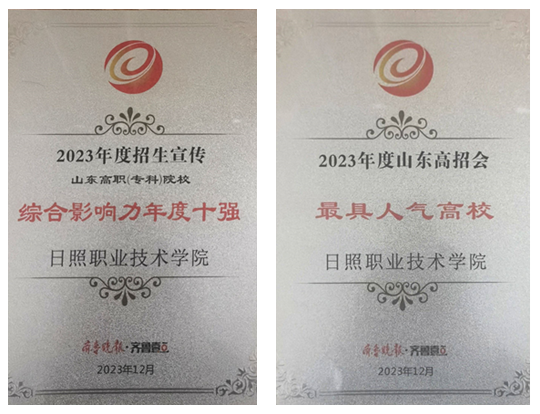 2023年度招生宣传
山东高职(专科)院校
综合影响力年度十强
日照职业技术学院
齐鲁晚报·齐鲁壹点
2023年12月
2023年度山东高招会
最具人气高校
日照职业技术学院
齐鲁晚报·齐鲁壹点
2023年12月